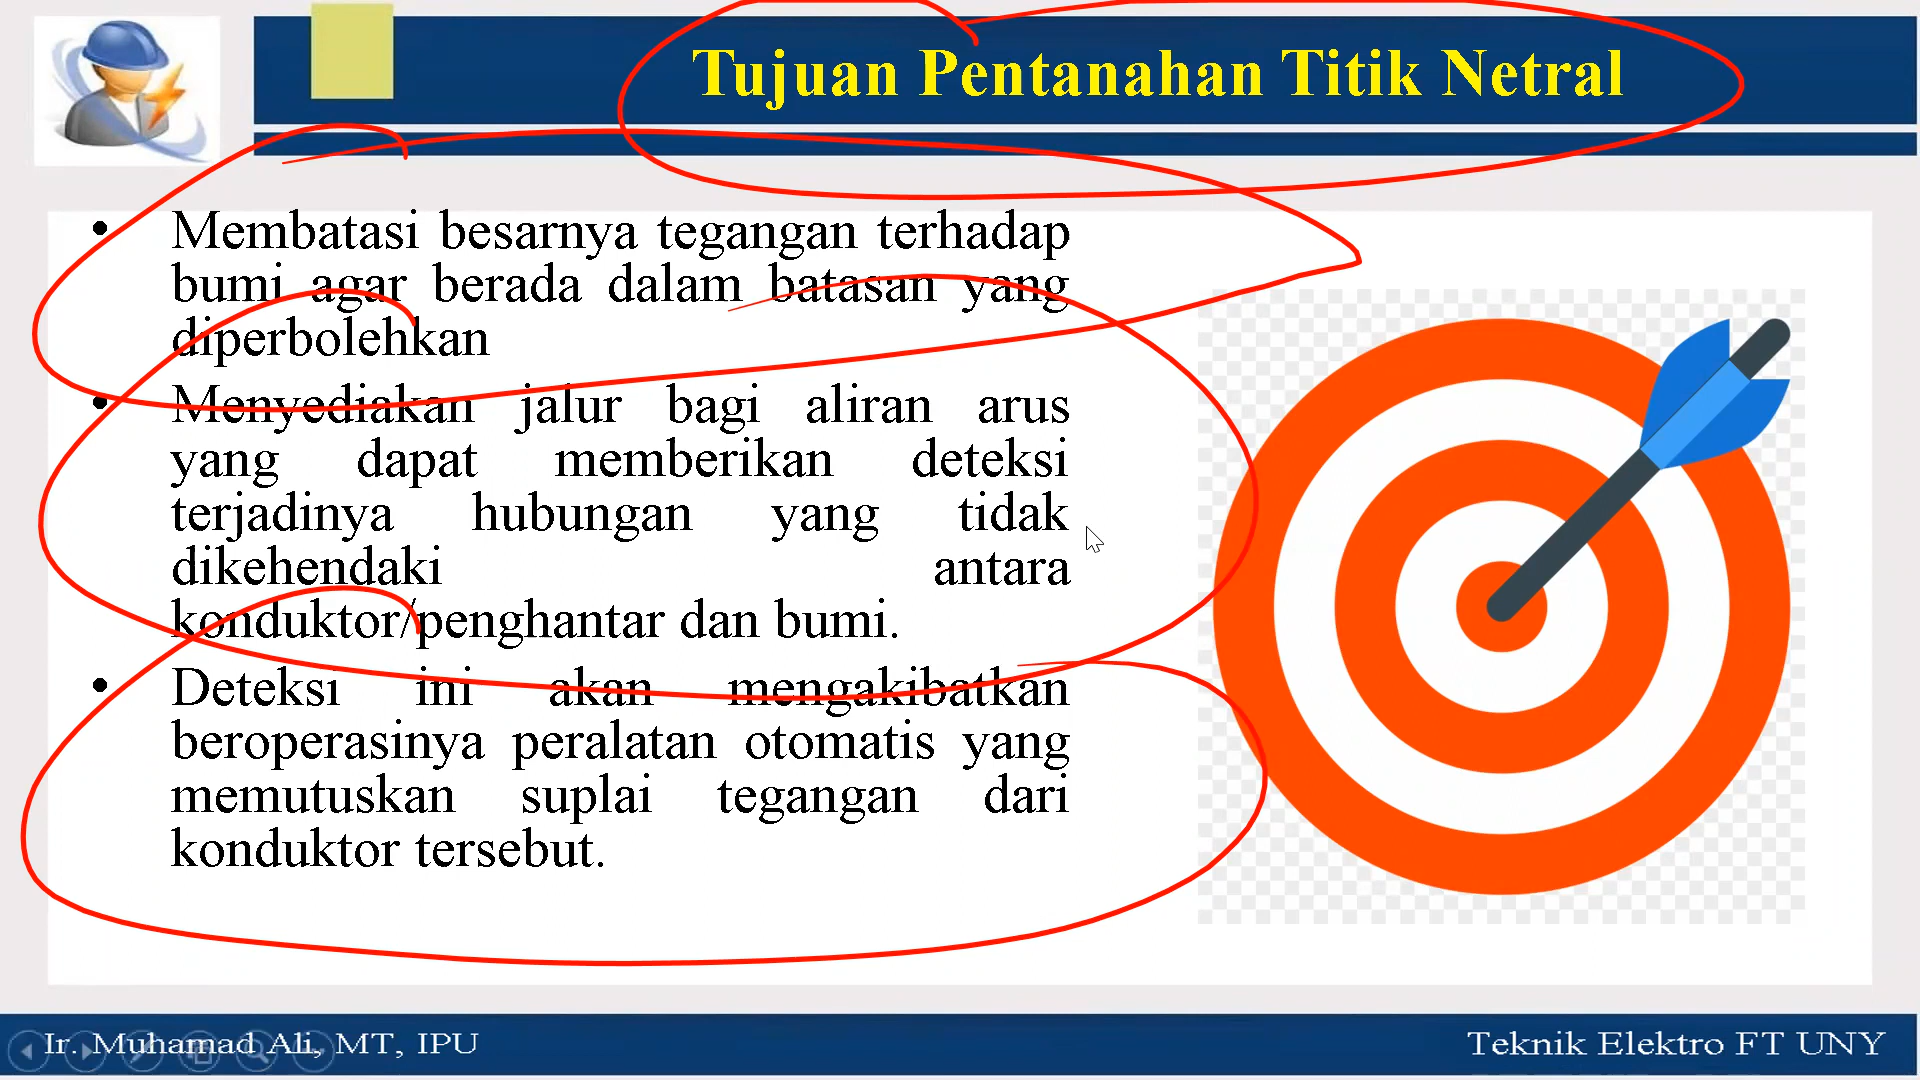 Tujuan Pentanahan Titik Netral
• Membatasi besarnya tegangan terhadap
bumi agar berada dalam batasan yang
diperbolehkan
• Menyediakan jalur bagi aliran arus
yang dapat memberikan deteksi
terjadinya hubungan yang tidak
dikehendaki antara
konduktor/penghantar dan bumi.
• Deteksi ini akan mengakibatkan
beroperasinya peralatan otomatis yang
memutuskan suplai tegangan dari
konduktor tersebut.
Ir. Muhamad Ali, MT, IPU
Teknik Elektro FT UNY